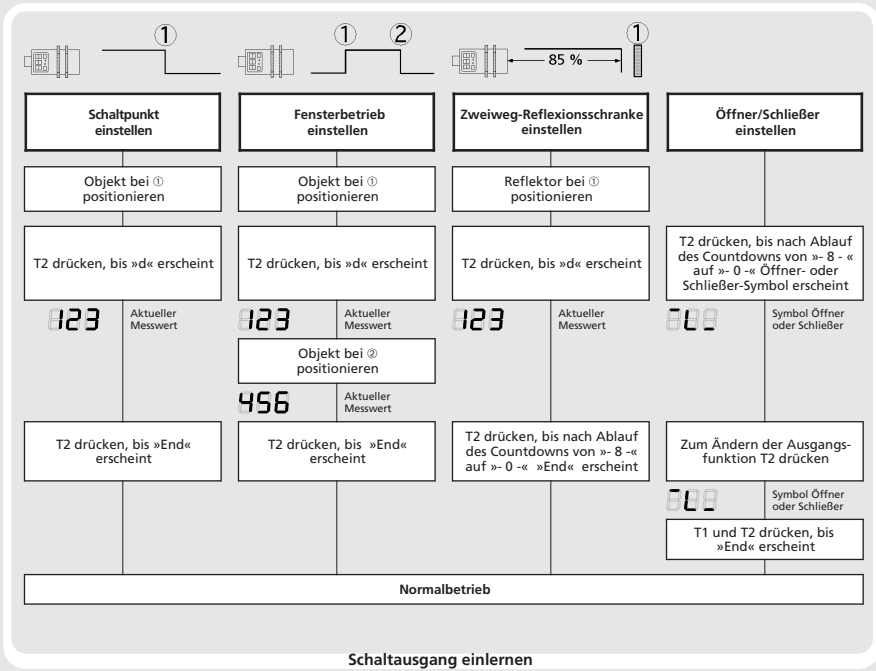 ①
① ②
①
85 %
Schaltpunkt
einstellen
Objekt bei ①
positionieren
T2 drücken, bis »d« erscheint
123
Aktueller
Messwert
T2 drücken, bis »End«
erscheint
Fensterbetrieb
einstellen
Objekt bei ①
positionieren
T2 drücken, bis »d« erscheint
123
Aktueller
Messwert
Objekt bei ②
positionieren
456
Aktueller
Messwert
T2 drücken, bis »End«
erscheint
Zweiweg-Reflexionsschranke
einstellen
Reflektor bei ①
positionieren
T2 drücken, bis »d« erscheint
123
Aktueller
Messwert
T2 drücken, bis nach Ablauf
des Countdowns von »- 8 -«
auf »- 0 -« »End« erscheint
Öffner/Schließer
einstellen
T2 drücken, bis nach Ablauf
des Countdowns von »- 8 - «
auf »- 0 -« Öffner- oder
Schließer-Symbol erscheint
Symbol Öffner
oder Schließer
Zum Ändern der Ausgangs-
funktion T2 drücken
Symbol Öffner
oder Schließer
T1 und T2 drücken, bis
»End« erscheint
Normalbetrieb
Schaltausgang einlernen